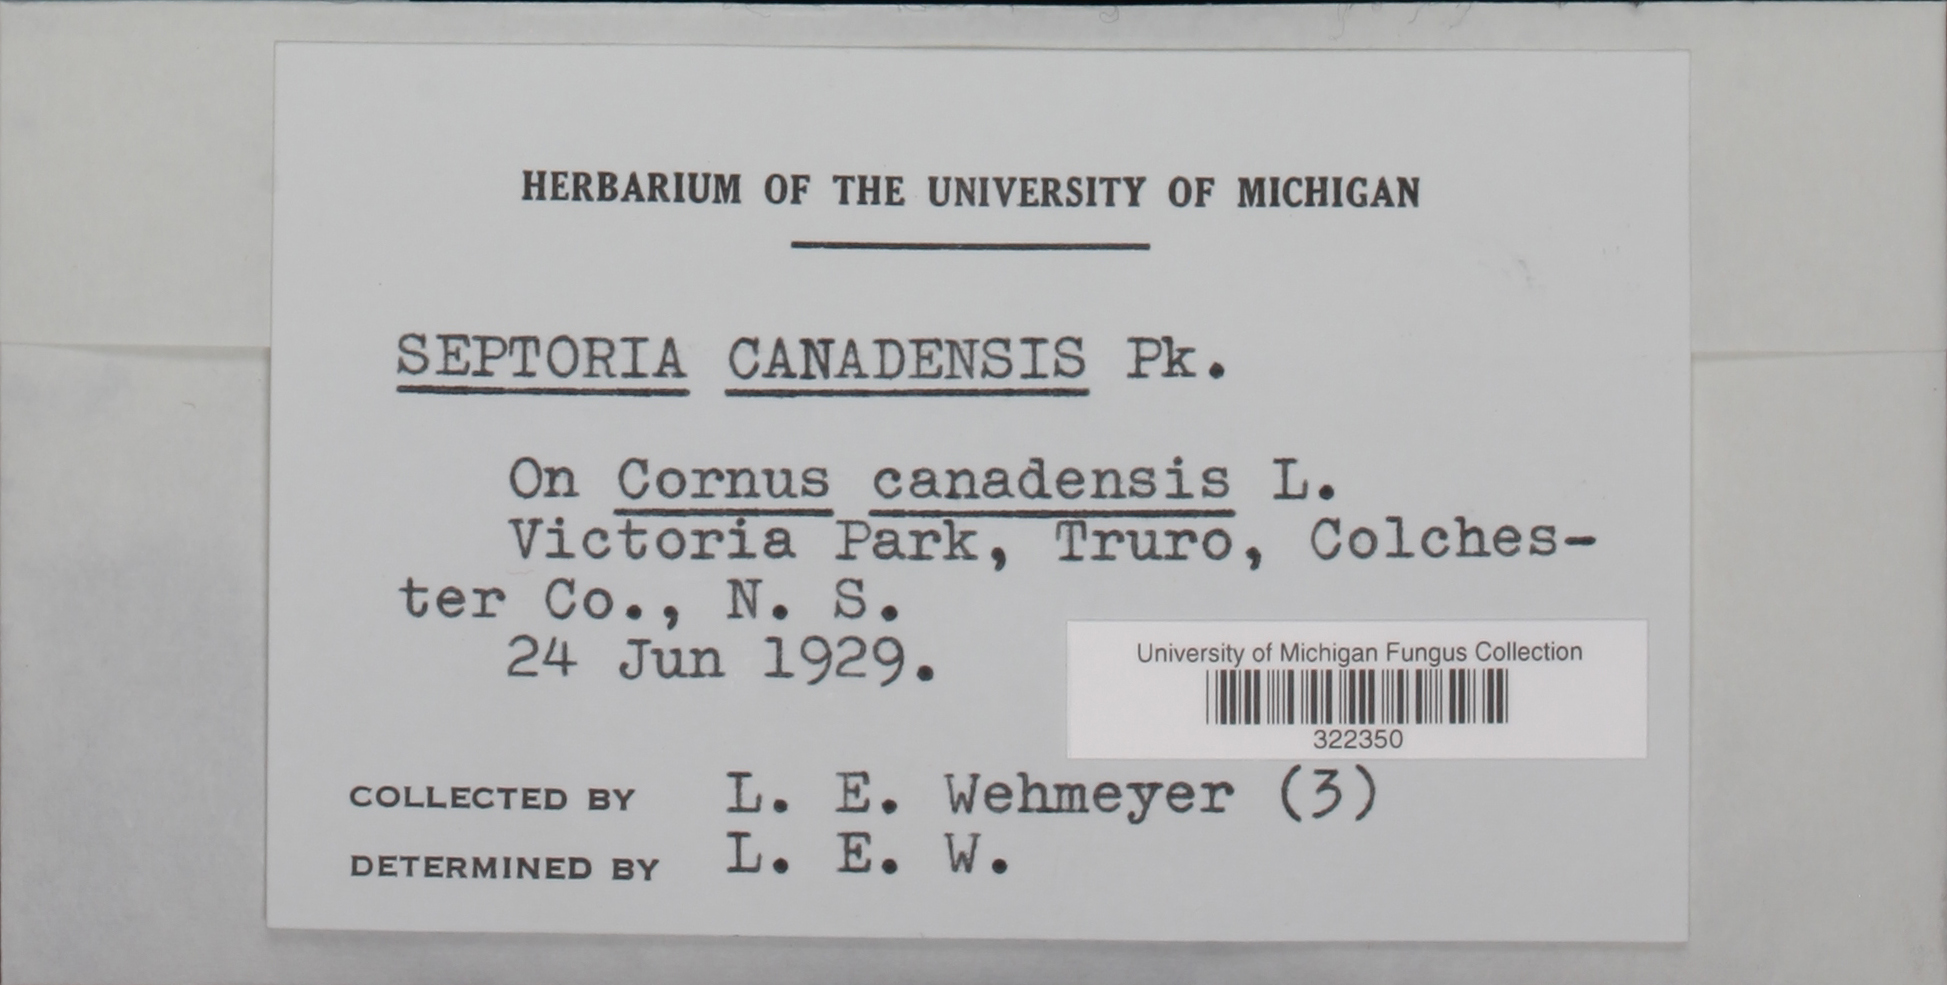 HERBARIUM OF THE UNIVERSITY OF MICHIGAN
SEPTORIA CANADENSIS Pk.
On Cornus canadensis L.
Victoria Park, Truro, Colches-
ter Co., N. S.
24 Jun 1929.
University of Michigan Fungus Collection
322350
COLLECTED BY L. E. Wehmeyer (3)
DETERMINED BY L. E. W.